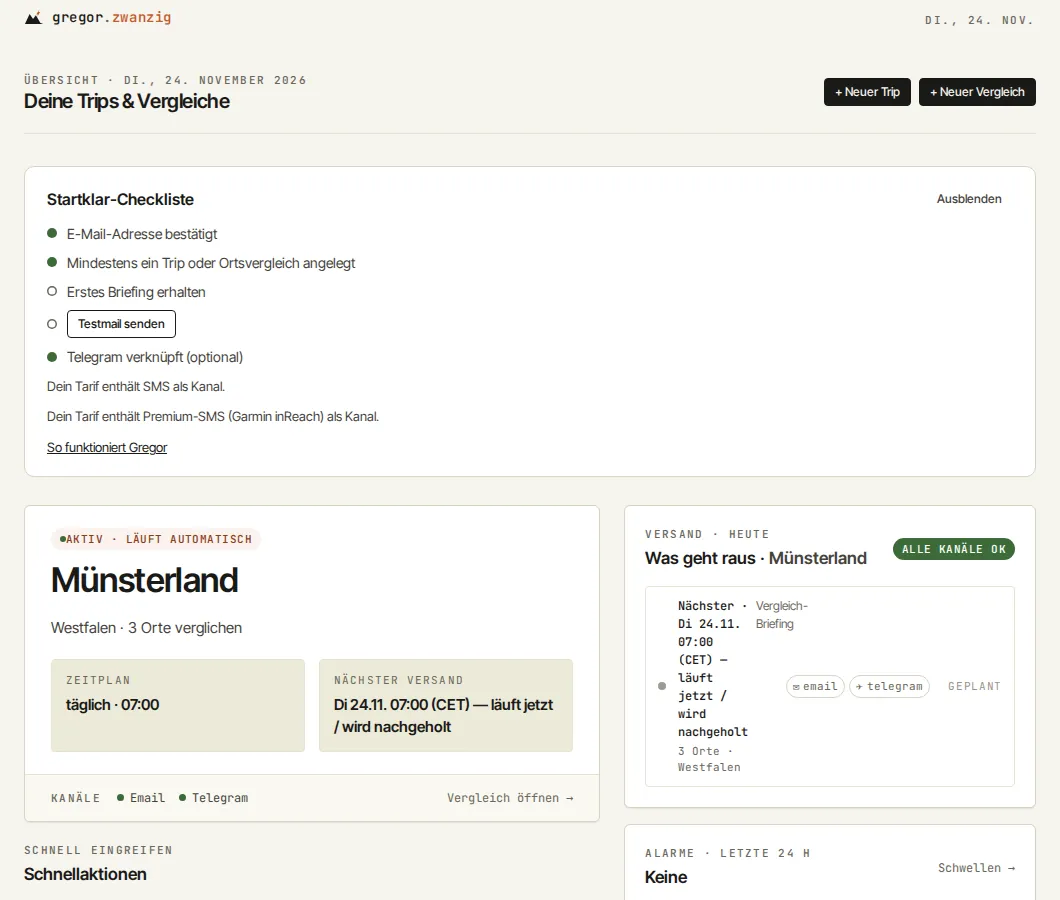 gregor.zwanzig
DI., 24. NOV.
ÜBERSICHT · DI., 24. NOVEMBER 2026
Deine Trips & Vergleiche
+ Neuer Trip
+ Neuer Vergleich
Startklar-Checkliste
Ausblenden
E-Mail-Adresse bestätigt
Mindestens ein Trip oder Ortsvergleich angelegt
Erstes Briefing erhalten
Testmail senden
Telegram verknüpft (optional)
Dein Tarif enthält SMS als Kanal.
Dein Tarif enthält Premium-SMS (Garmin inReach) als Kanal.
So funktioniert Gregor
AKTIV · LÄUFT AUTOMATISCH
Münsterland
Westfalen · 3 Orte verglichen
ZEITPLAN
täglich · 07:00
NÄCHSTER VERSAND
Di 24.11. 07:00 (CET) — läuft jetzt
/ wird nachgeholt
KANÄLE
Email
Telegram
Vergleich öffnen →
SCHNELL EINGREIFEN
Schnellaktionen
VERSAND · HEUTE
Was geht raus · Münsterland
ALLE KANÄLE OK
Nächster ·
Di 24.11.
07:00
(CET) —
läuft
jetzt /
wird
nachgeholt
3 Orte ·
Westfalen
Vergleich-
Briefing
✉ email
✈ telegram
GEPLANT
ALARME · LETZTE 24 H
Keine
Schwellen →